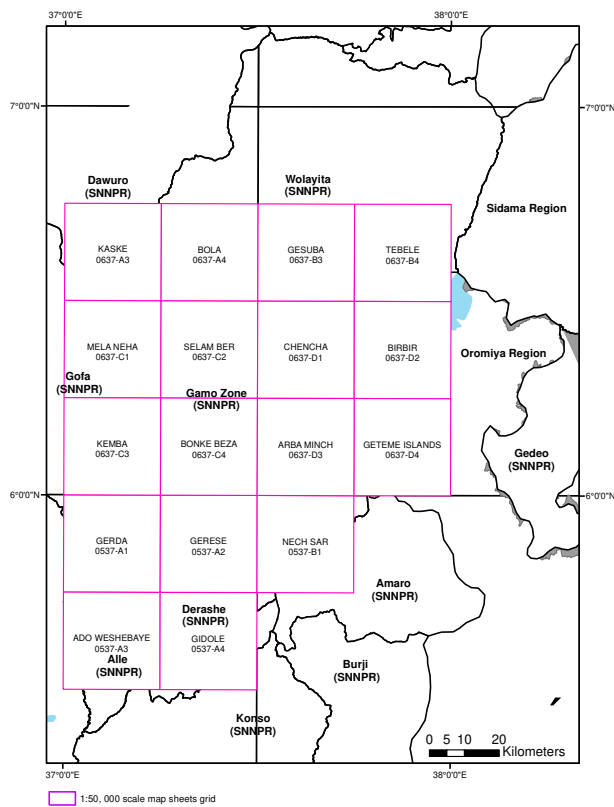 37°0'0"E
38°0'0"E
7°0'0"N
7°0'0"N
Dawuro
(SNNPR)
Wolayita
(SNNPR)
Sidama Region
KASKE
0637-A3
BOLA
0637-A4
GESUBA
0637-B3
TEBELE
0637-B4
MELA NEHA
0637-C1
SELAM BER
0637-C2
CHENCHA
0637-D1
BIRBIR
0637-D2
Oromiya Region
Gofa
(SNNPR)
Gamo Zone
(SNNPR)
KEMBA
0637-C3
BONKE BEZA
0637-C4
ARBA MINCH
0637-D3
GETEME ISLANDS
0637-D4
Gedeo
(SNNPR)
6°0'0"N
6°0'0"N
GERDA
0537-A1
GERESE
0537-A2
NECH SAR
0537-B1
Amaro
(SNNPR)
Derashe
(SNNPR)
ADO WESHEBAYE
0537-A3
GIDOLE
0537-A4
Alle
(SNNPR)
Burji
(SNNPR)
Konso
(SNNPR)
0 5 10 20
Kilometers
37°0'0"E
38°0'0"E
1:50, 000 scale map sheets grid